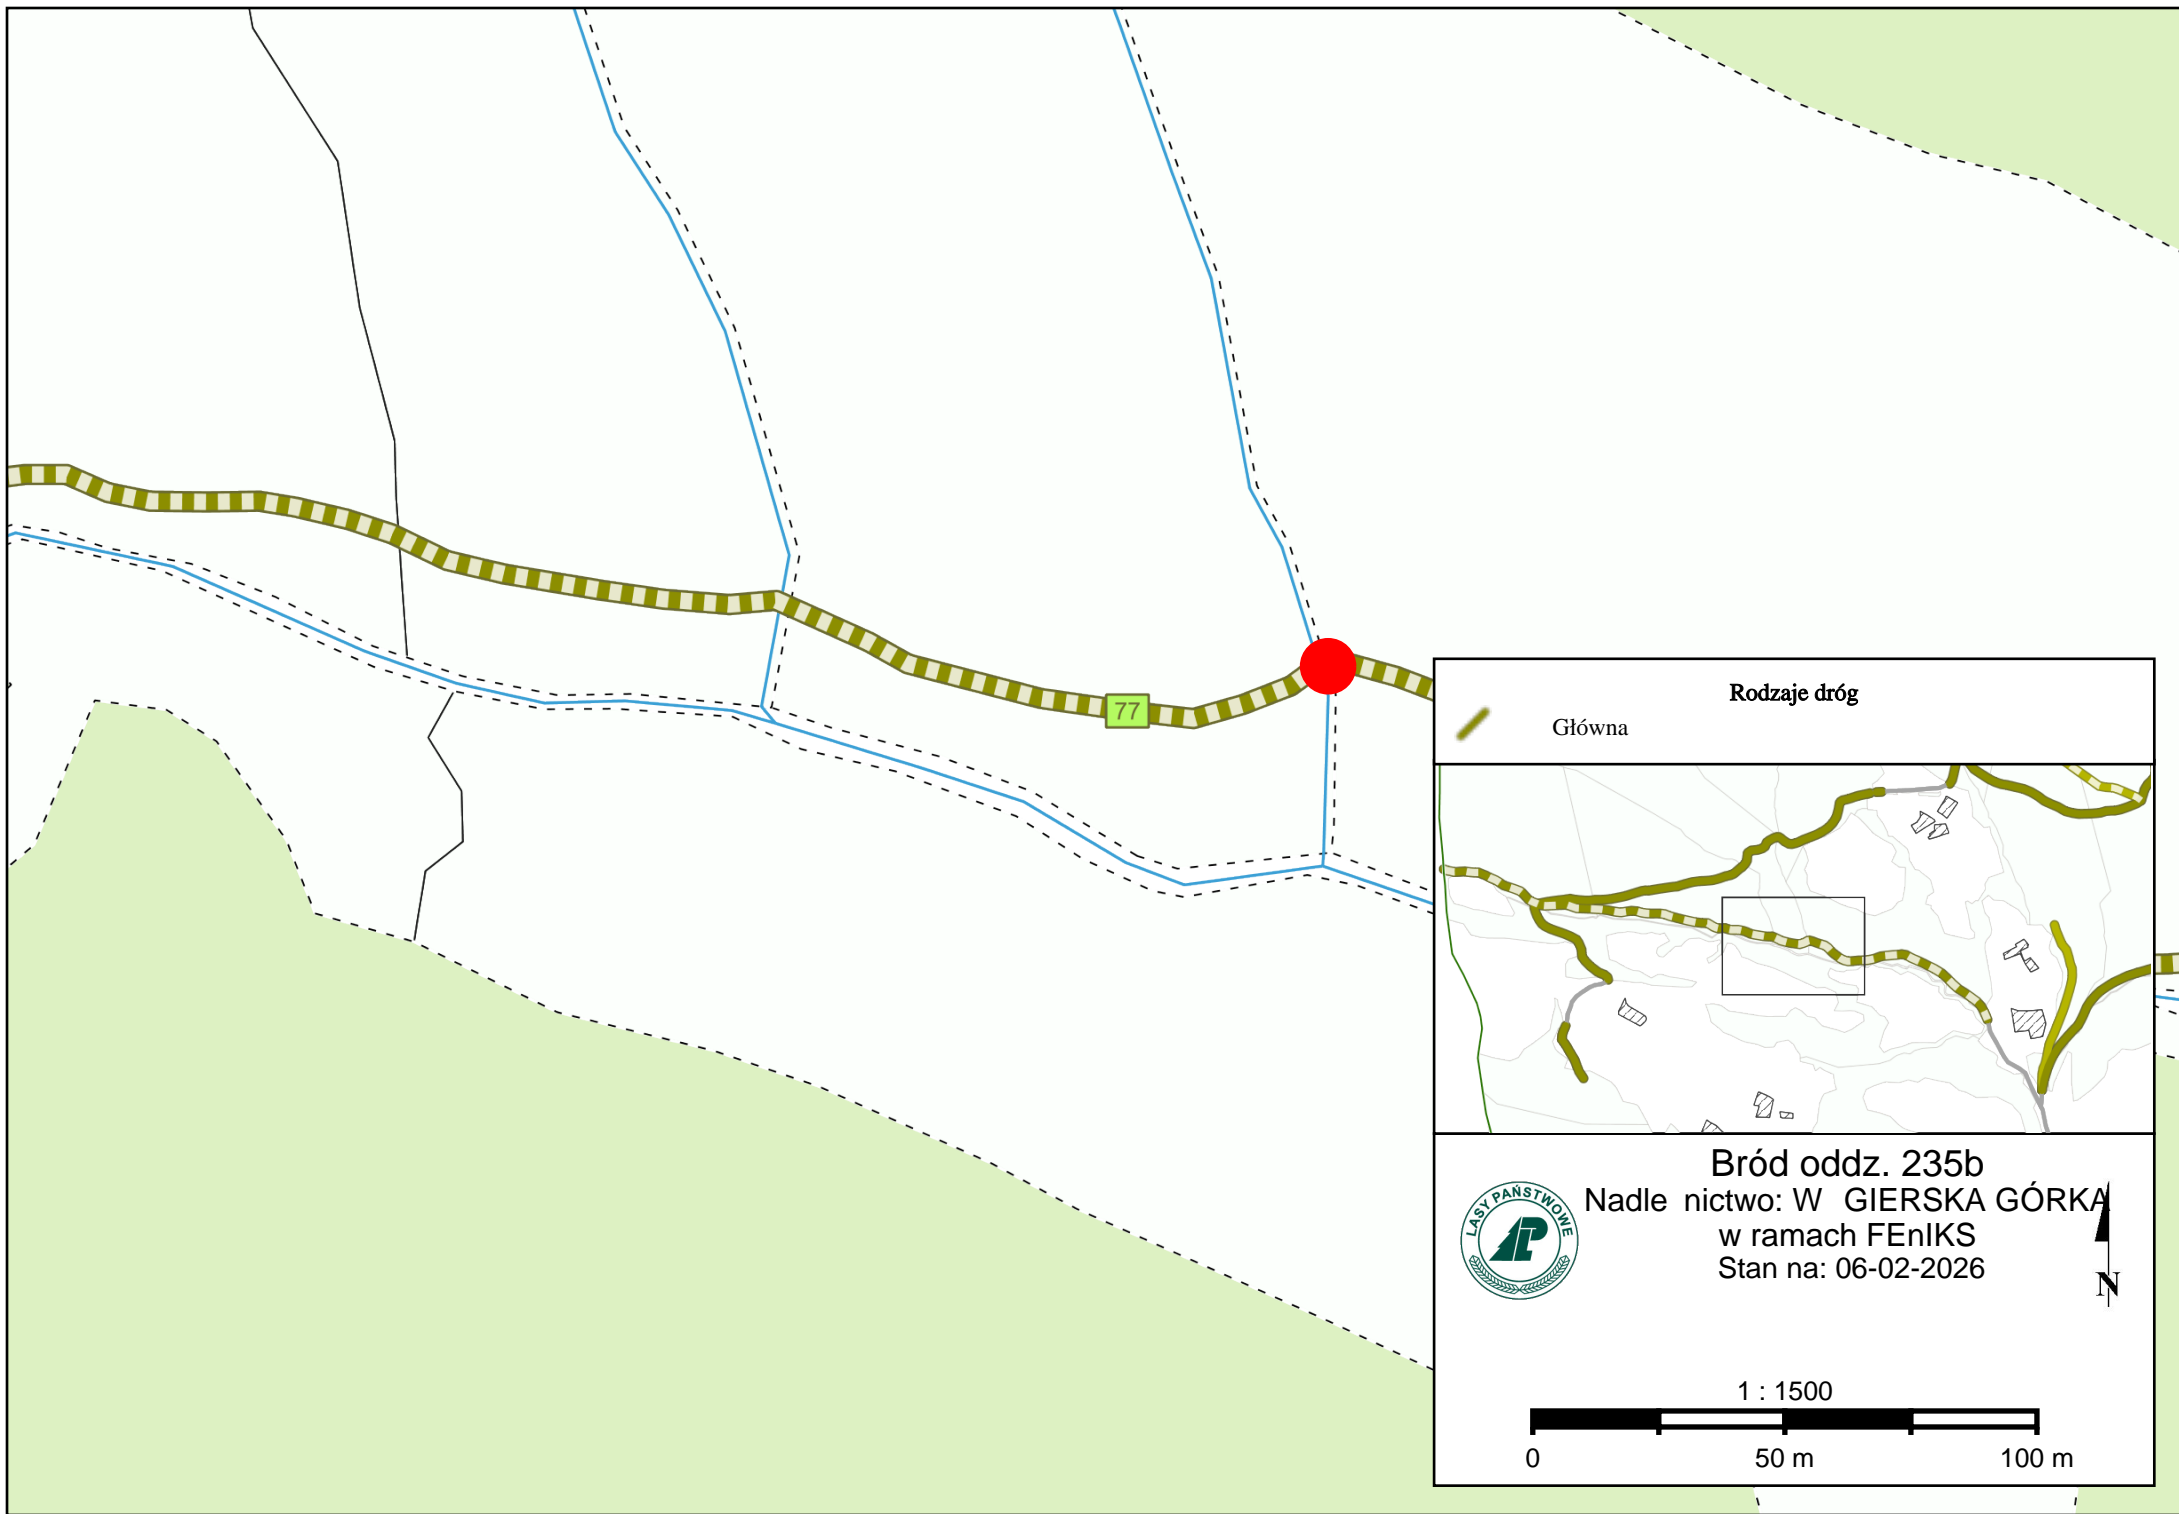 77
Rodzaje dróg
Główna
LASY PAŃSTWOWE
Bród oddz. 235b
Nadle nictwo: W GIERSKA GÓRKA
w ramach FEnIKS
Stan na: 06-02-2026
N
1 : 1500
0 50 m 100 m